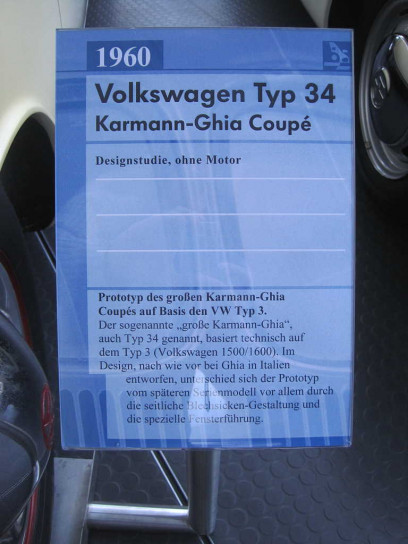 1960
Volkswagen Typ 34
Karmann-Ghia Coupé
Designstudie, ohne Motor
Prototyp des großen Karmann-Ghia
Coupés auf Basis den VW Typ 3.
Der sogenannte „große Karmann-Ghia“,
auch Typ 34 genannt, basiert technisch auf
dem Typ 3 (Volkswagen 1500/1600). Im
Design, nach wie vor bei Ghia in Italien
entworfen, unterschied sich der Prototyp
vom späteren Serienmodell vor allem durch
die seitliche Blechsicken-Gestaltung und
die spezielle Fensterführung.